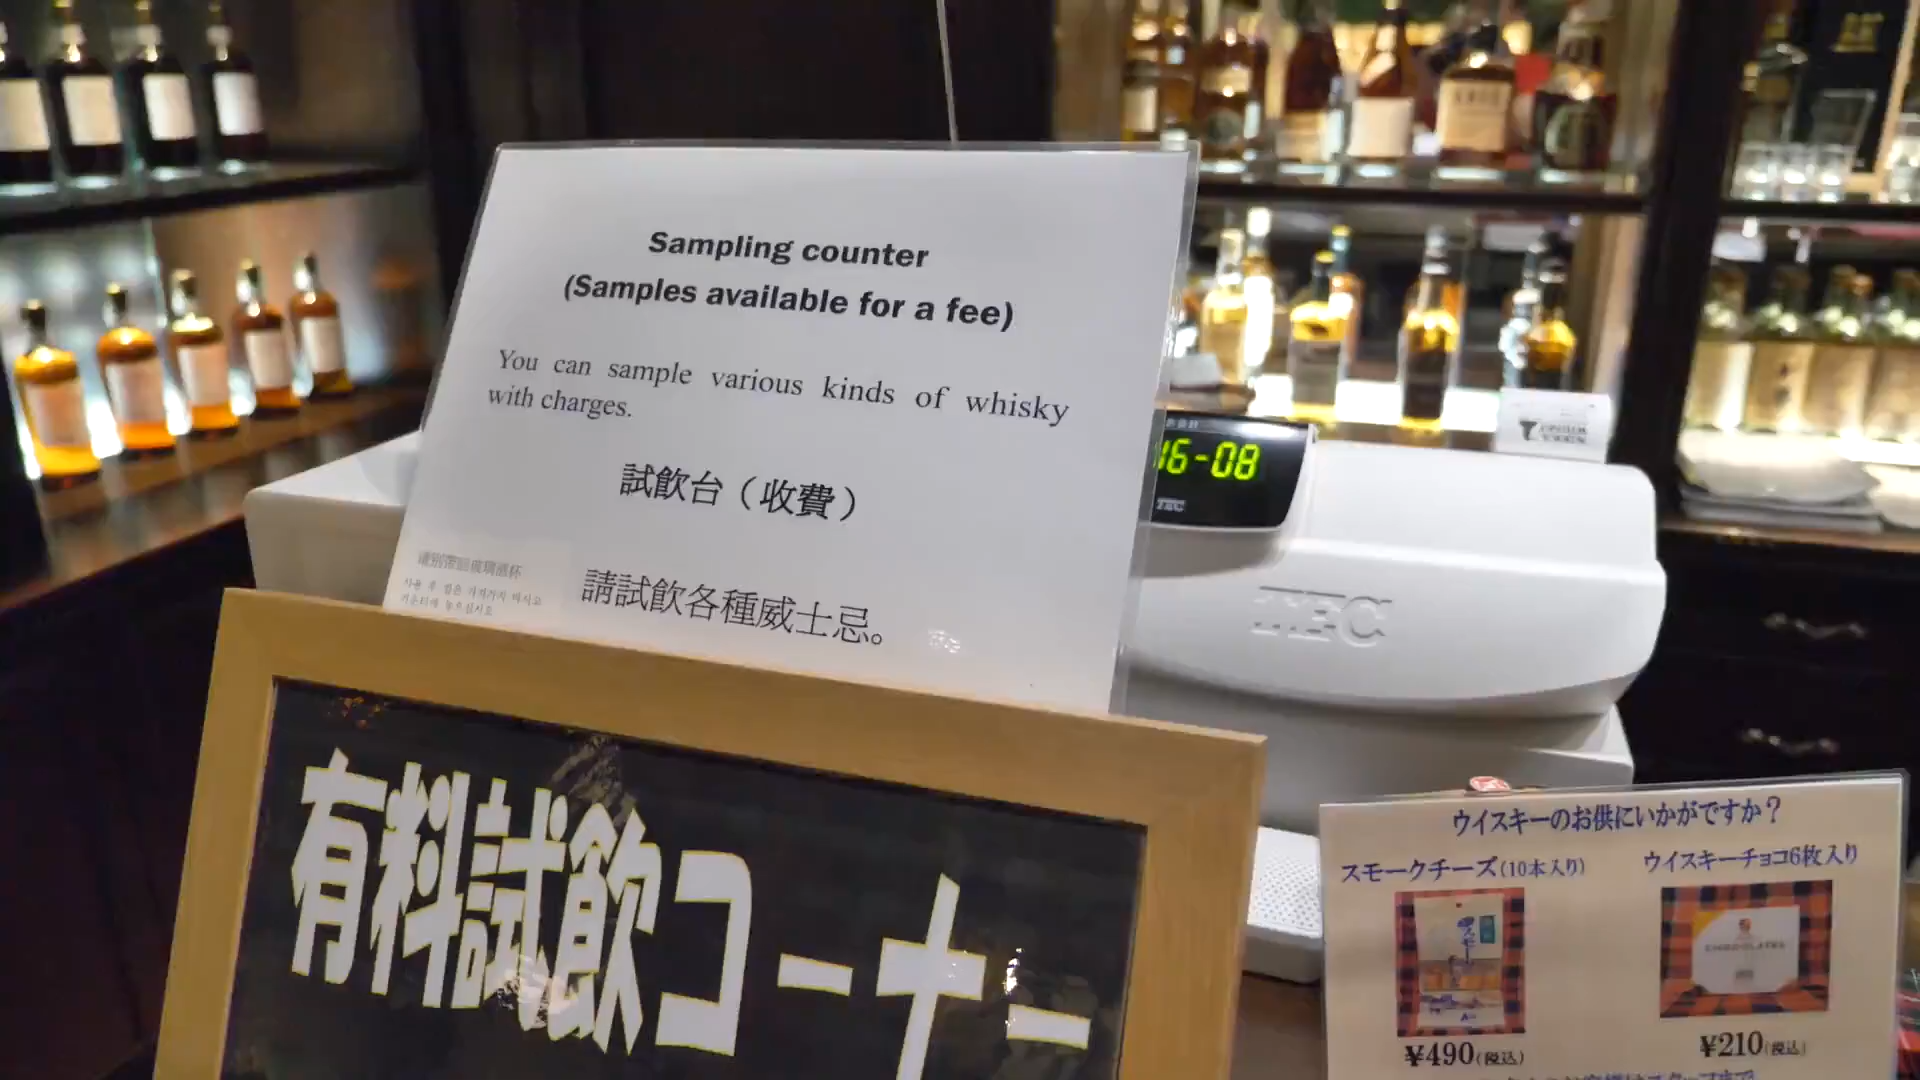 Sampling counter
(Samples available for a fee)
You can sample various kinds of whisky
with charges.
試飲台（收費）
請試飲各種威士忌。
16-08
TEC
TEC
有料試飲コーナー
ウイスキーのお供にいかがですか？
スモークチーズ(10本入り)
ウイスキーチョコ6枚入り
¥490(税込)
¥210(税込)